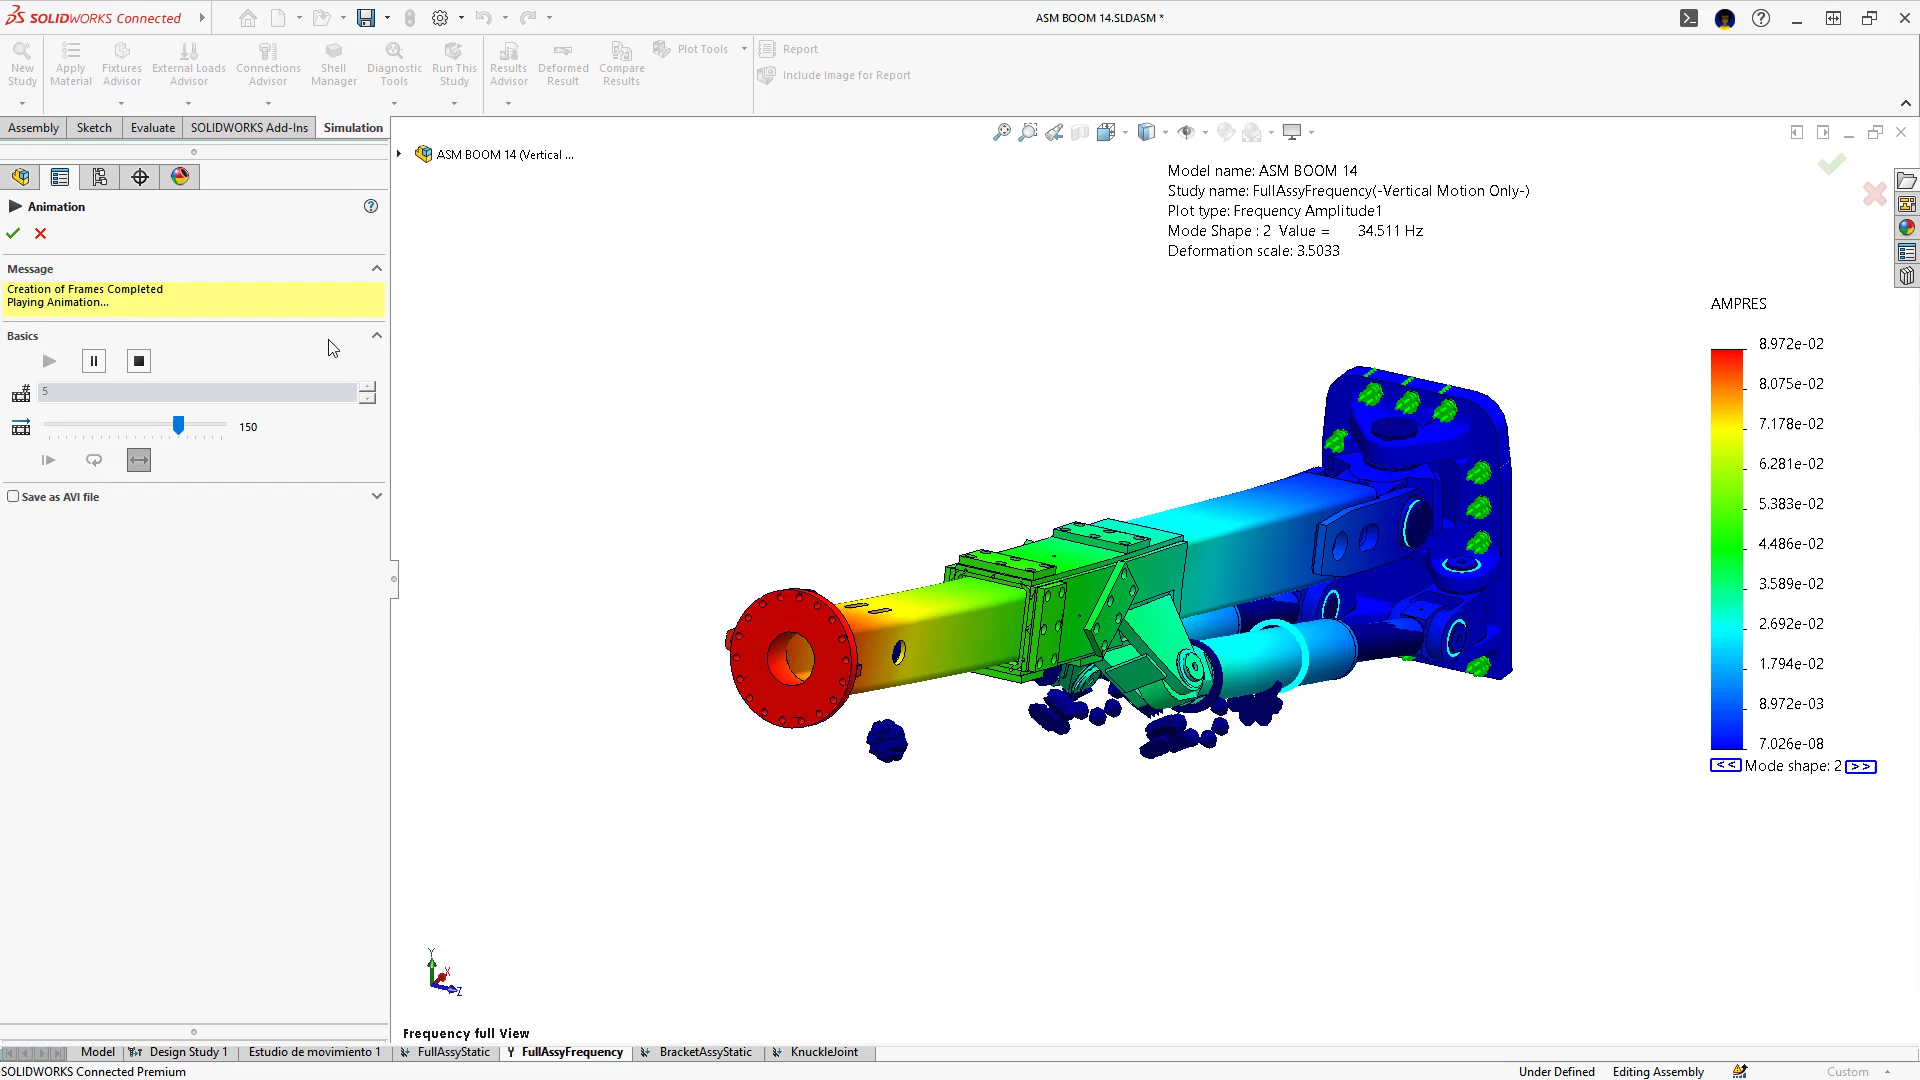 SOLIDWORKS Connected
ASM BOOM 14.SLDASM *
New Study
Apply Material
Fixtures Advisor
External Loads Advisor
Connections Advisor
Shell Manager
Diagnostic Tools
Run This Study
Results Advisor
Deformed Result
Compare Results
Plot Tools
Report
Include Image for Report
Assembly
Sketch
Evaluate
SOLIDWORKS Add-Ins
Simulation
ASM BOOM 14 (Vertical ...
Animation
Message
Creation of Frames Completed
Playing Animation...
Basics
5
150
Save as AVI file
Model name: ASM BOOM 14
Study name: FullAssyFrequency(-Vertical Motion Only-)
Plot type: Frequency Amplitude1
Mode Shape : 2 Value = 34.511 Hz
Deformation scale: 3.5033
AMPRES
8.972e-02
8.075e-02
7.178e-02
6.281e-02
5.383e-02
4.486e-02
3.589e-02
2.692e-02
1.794e-02
8.972e-03
7.026e-08
<< Mode shape: 2 >>
Y
X
Z
Frequency full View
Model
Design Study 1
Estudio de movimiento 1
FullAssyStatic
FullAssyFrequency
BracketAssyStatic
KnuckleJoint
SOLIDWORKS Connected Premium
Under Defined
Editing Assembly
Custom